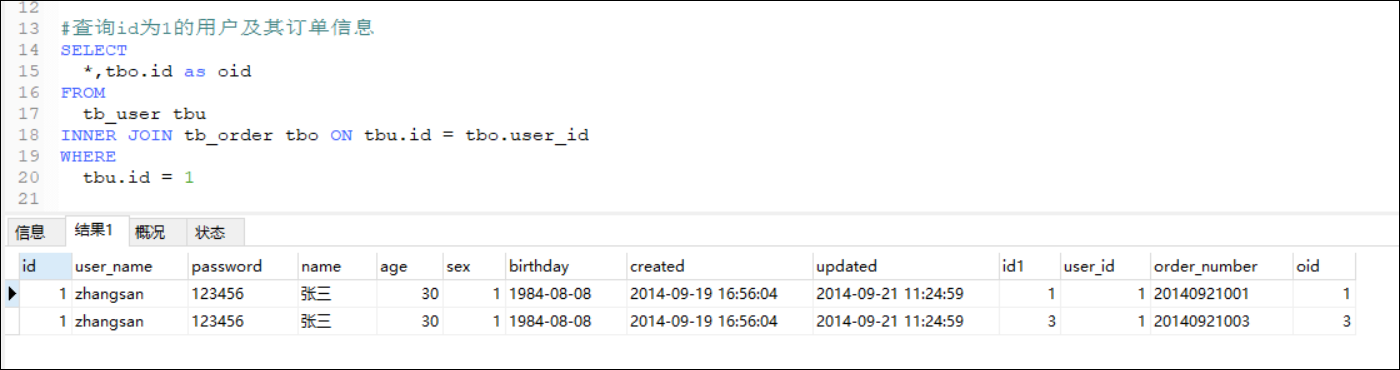 12
13 #查询id为1的用户及其订单信息
14 SELECT
15 *,tbo.id as oid
16 FROM
17 tb_user tbu
18 INNER JOIN tb_order tbo ON tbu.id = tbo.user_id
19 WHERE
20 tbu.id = 1
21
信息 结果1 概况 状态
id user_name password name age sex birthday created updated id1 user_id order_number oid
1 zhangsan 123456 张三 30 1 1984-08-08 2014-09-19 16:56:04 2014-09-21 11:24:59 1 1 20140921001 1
1 zhangsan 123456 张三 30 1 1984-08-08 2014-09-19 16:56:04 2014-09-21 11:24:59 3 1 20140921003 3